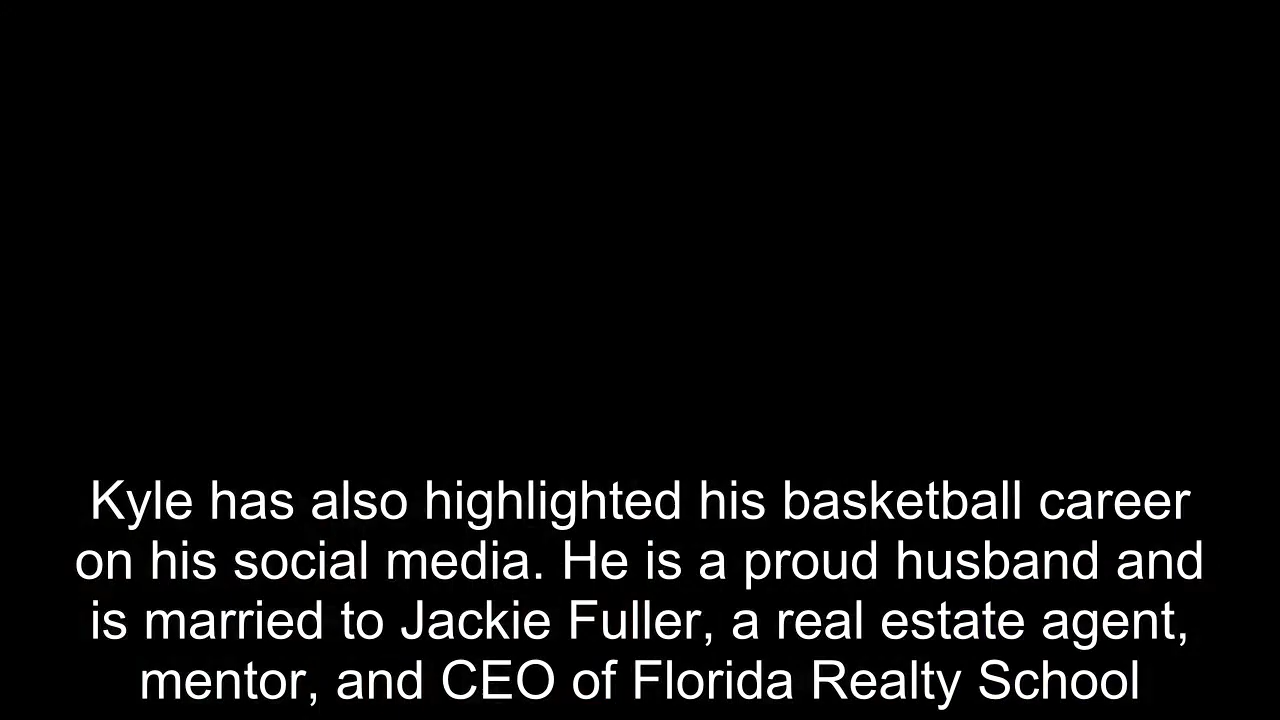 Kyle has also highlighted his basketball career
on his social media. He is a proud husband and
is married to Jackie Fuller, a real estate agent,
mentor, and CEO of Florida Realty School